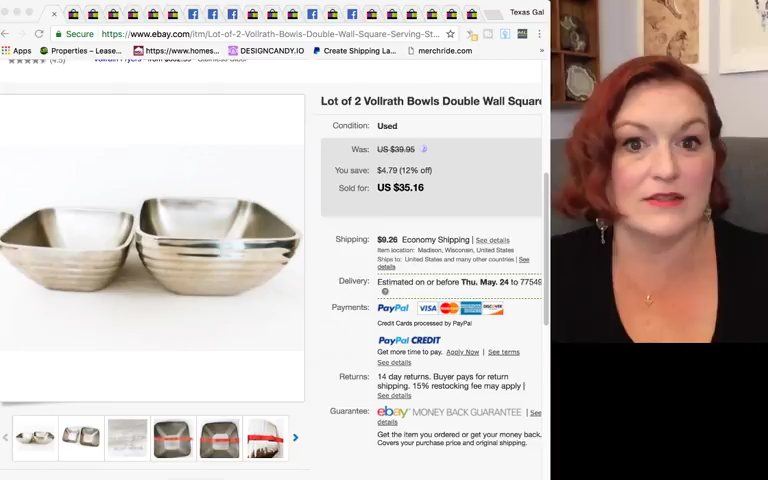 Texas Gal
Secure https://www.ebay.com/itm/Lot-of-2-Vollrath-Bowls-Double-Wall-Square-Serving-St...
Apps Properties – Lease... https://www.homes... DESIGNCANDY.IO Create Shipping La... merchride.com »
Lot of 2 Vollrath Bowls Double Wall Square
Condition: Used
Was: US $39.95
You save: $4.79 (12% off)
Sold for: US $35.16
Shipping: $9.26 Economy Shipping | See details
Item location: Madison, Wisconsin, United States
Ships to: United States and many other countries | See
details
Delivery: Estimated on or before Thu. May. 24 to 77549
Payments: PayPal VISA MasterCard DISCOVER
Credit Cards processed by PayPal
PayPal CREDIT
Get more time to pay. Apply Now | See terms
See details
Returns: 14 day returns. Buyer pays for return
shipping. 15% restocking fee may apply |
See details
Guarantee: ebay MONEY BACK GUARANTEE | See
details
Get the item you ordered or get your money back.
Covers your purchase price and original shipping.